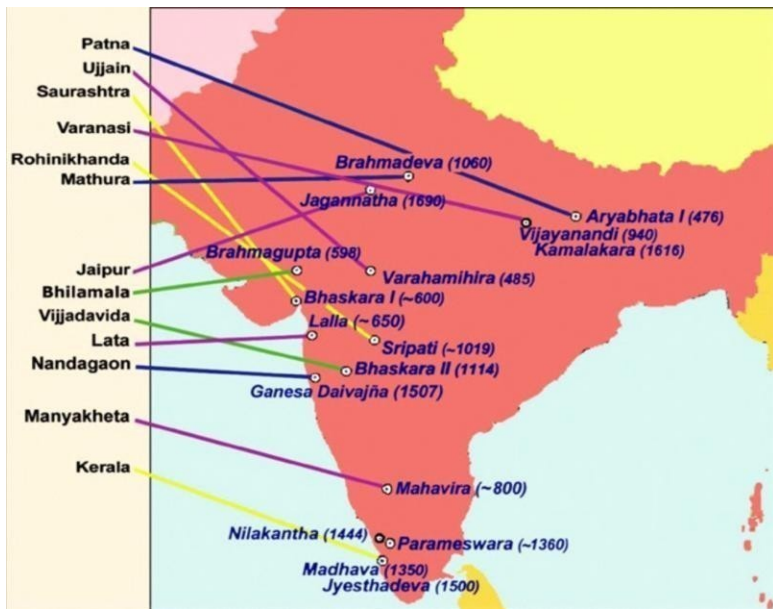 Patna
Ujjain
Saurashtra
Varanasi
Rohinikhanda
Mathura
Jaipur
Bhilamala
Vijjadavida
Lata
Nandagaon
Manyakheta
Kerala
Brahmadeva (1060)
Jagannatha (1690)
Aryabhata I (476)
Vijayanandi (940)
Kamalakara (1616)
Brahmagupta (598)
Varahamihira (485)
Bhaskara I (~600)
Lalla (~650)
Sripati (~1019)
Bhaskara II (1114)
Ganesa Daivajña (1507)
Mahavira (~800)
Nilakantha (1444)
Parameswara (~1360)
Madhava (1350)
Jyesthadeva (1500)